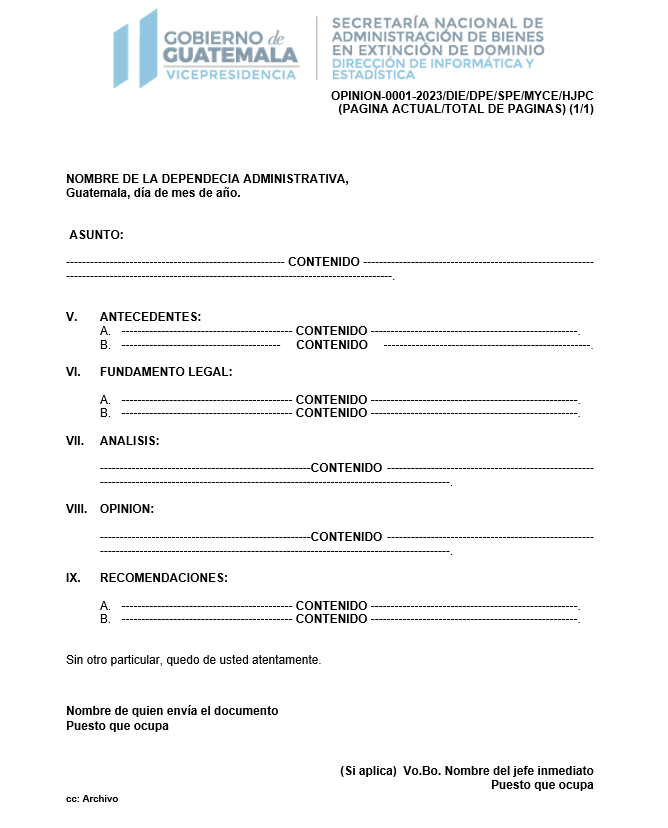 GOBIERNO de
GUATEMALA
VICEPRESIDENCIA
SECRETARÍA NACIONAL DE
ADMINISTRACIÓN DE BIENES
EN EXTINCIÓN DE DOMINIO
DIRECCIÓN DE INFORMÁTICA Y
ESTADÍSTICA
OPINION-0001-2023/DIE/DPE/SPE/MYCE/HJPC
(PAGINA ACTUAL/TOTAL DE PAGINAS) (1/1)
NOMBRE DE LA DEPENDECIA ADMINISTRATIVA,
Guatemala, día de mes de año.
ASUNTO:
------------------------------------------------------- CONTENIDO ----------------------------------------------------------
----------------------------------------------------------------------------------.
V. ANTECEDENTES:
A. ------------------------------------------- CONTENIDO ----------------------------------------------------.
B. ---------------------------------------- CONTENIDO ----------------------------------------------------.
VI. FUNDAMENTO LEGAL:
A. ------------------------------------------- CONTENIDO ----------------------------------------------------.
B. ------------------------------------------- CONTENIDO ----------------------------------------------------.
VII. ANALISIS:
-----------------------------------------------------CONTENIDO ----------------------------------------------------
----------------------------------------------------------------------------------------.
VIII. OPINION:
-----------------------------------------------------CONTENIDO ----------------------------------------------------
----------------------------------------------------------------------------------------.
IX. RECOMENDACIONES:
A. ------------------------------------------- CONTENIDO ----------------------------------------------------.
B. ------------------------------------------- CONTENIDO ----------------------------------------------------.
Sin otro particular, quedo de usted atentamente.
Nombre de quien envía el documento
Puesto que ocupa
(Si aplica) Vo.Bo. Nombre del jefe inmediato
Puesto que ocupa
cc: Archivo